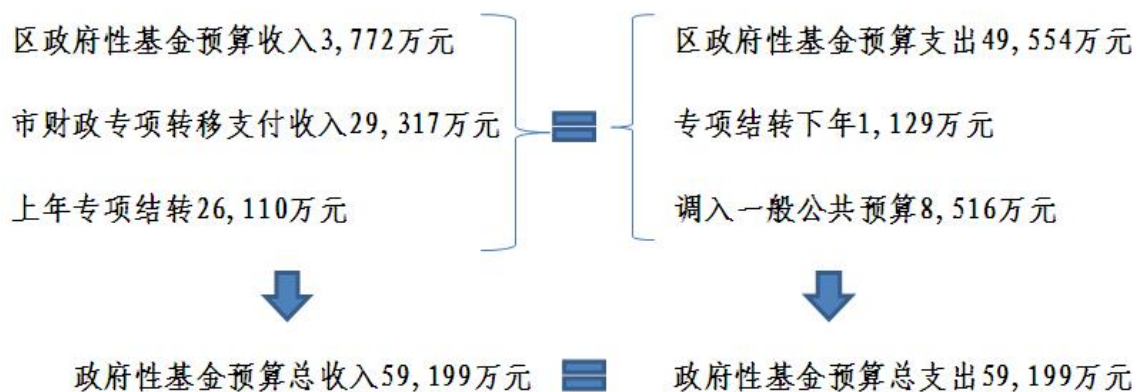 区政府性基金预算收入3,772万元
市财政专项转移支付收入29,317万元
上年专项结转26,110万元
区政府性基金预算支出49,554万元
专项结转下年1,129万元
调入一般公共预算8,516万元
政府性基金预算总收入59,199万元
政府性基金预算总支出59,199万元